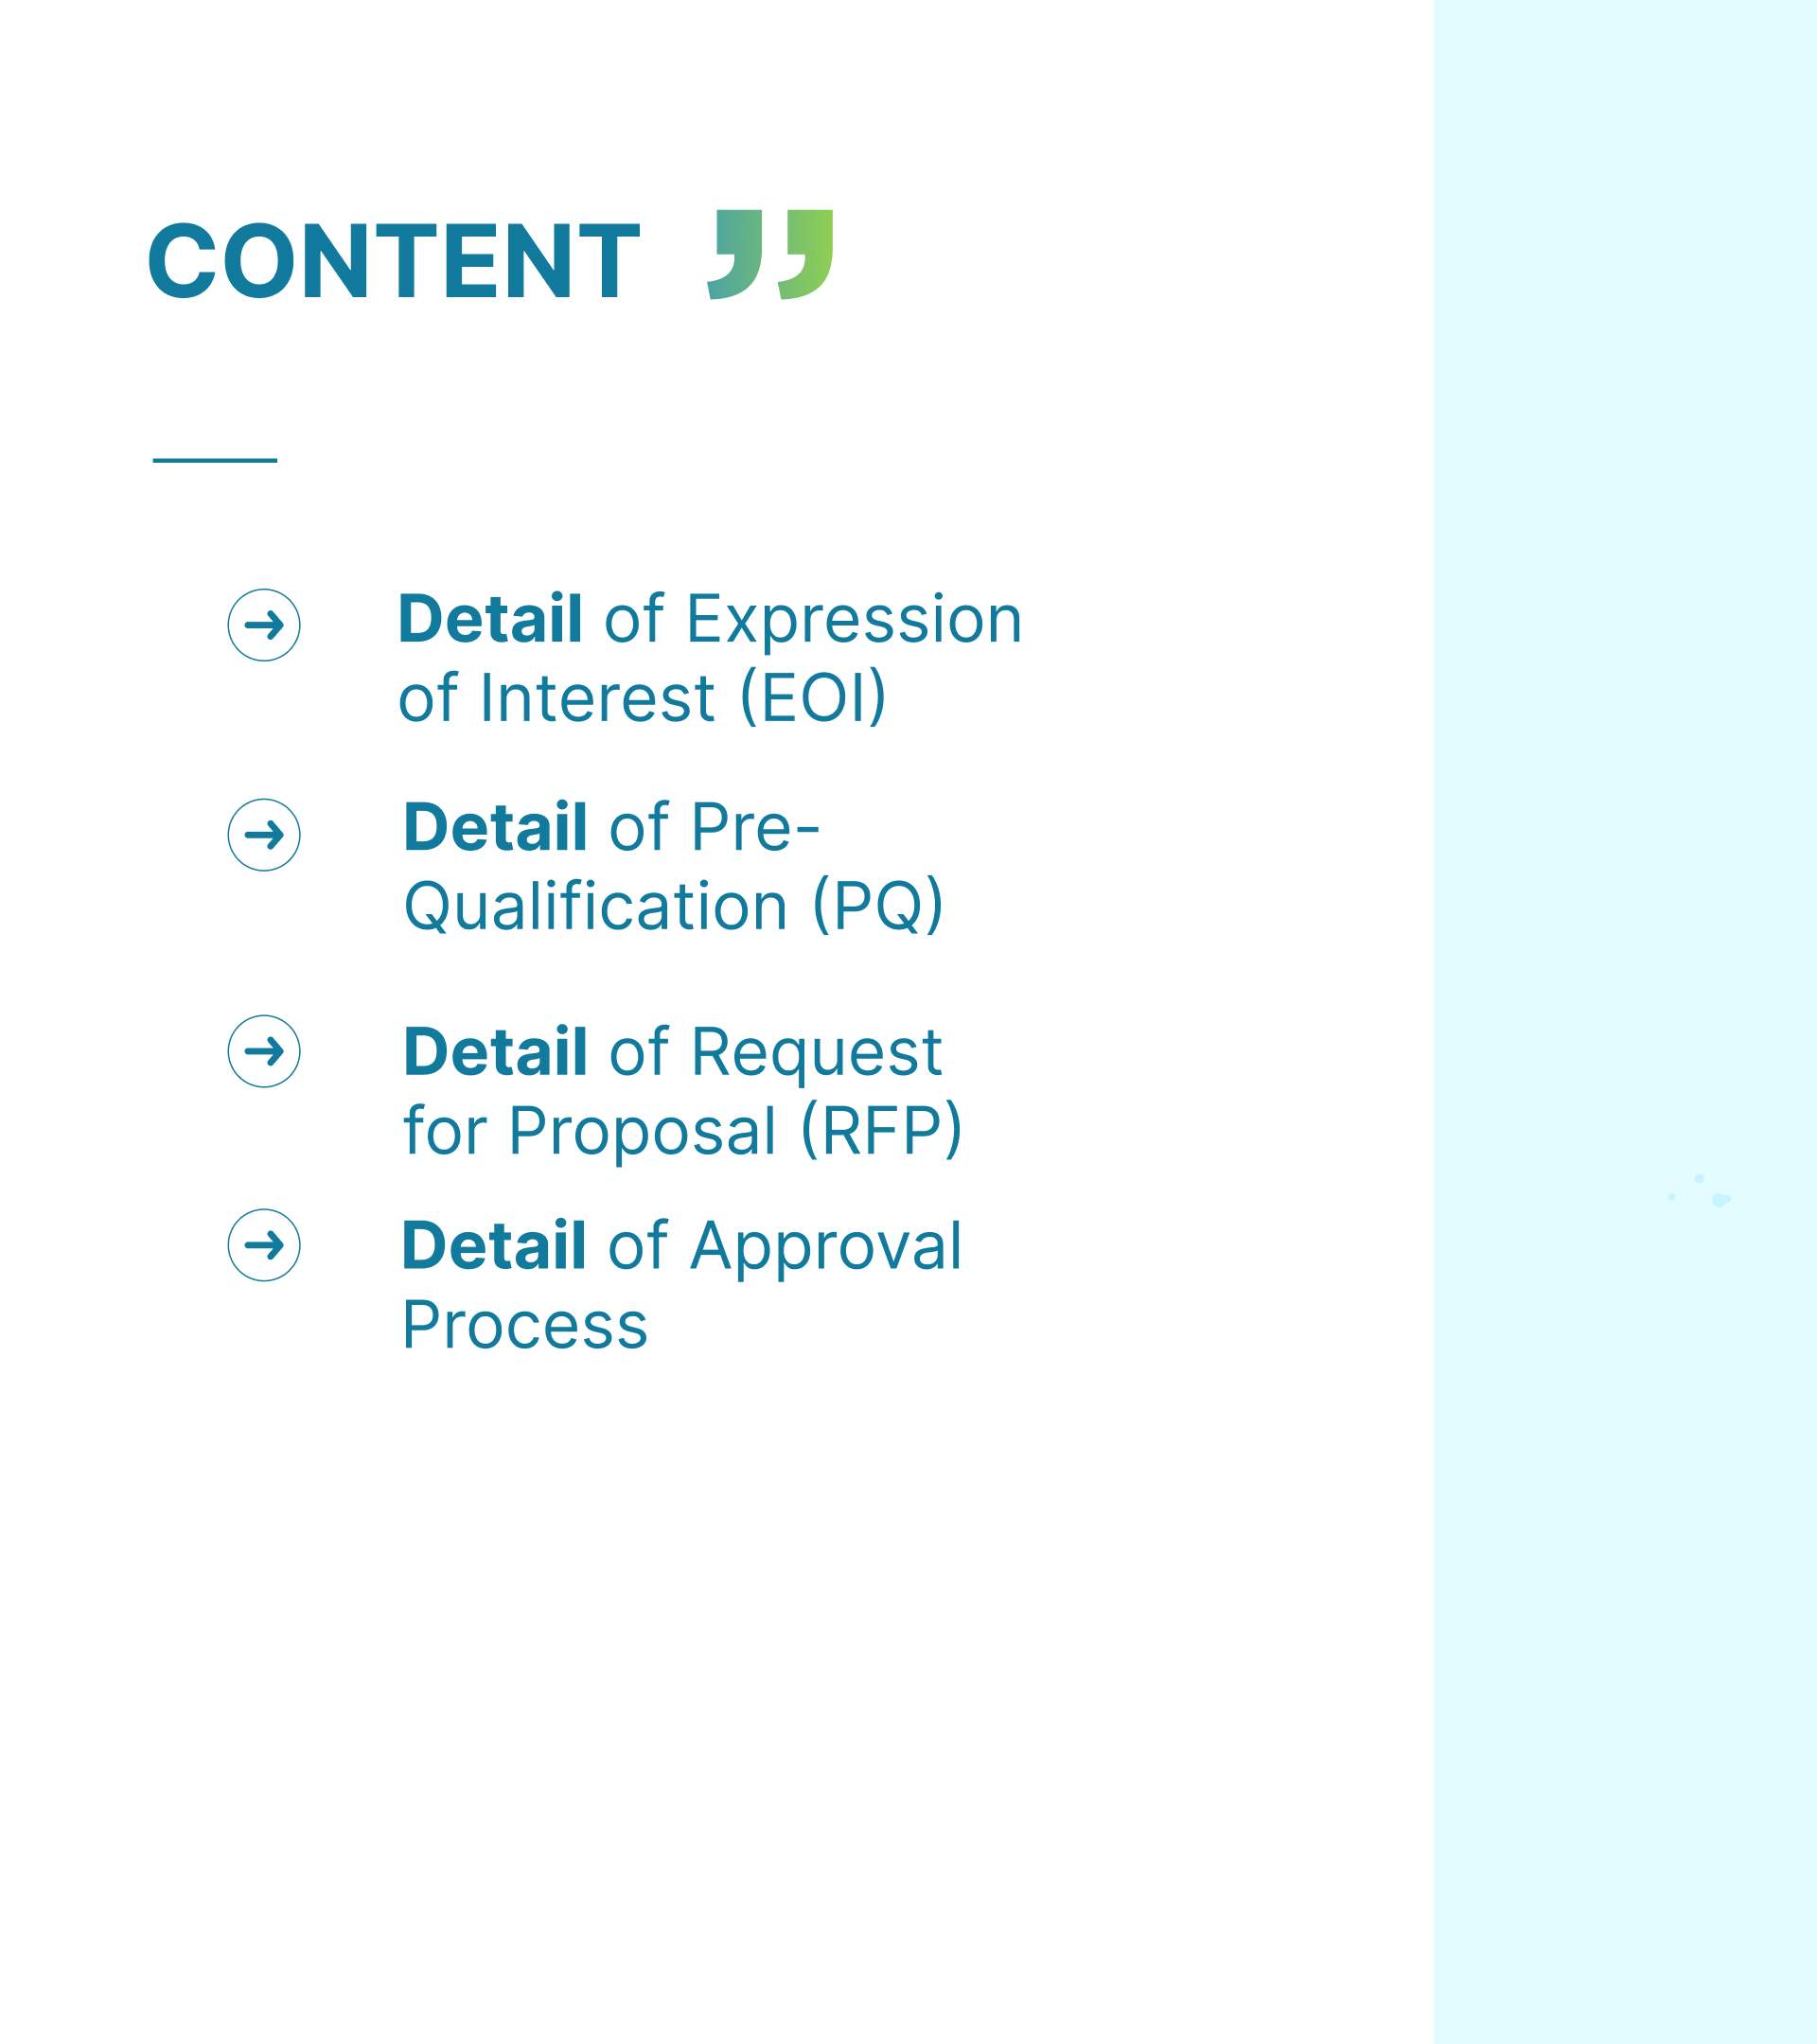 CONTENT ”
Detail of Expression
of Interest (EOI)
Detail of Pre-
Qualification (PQ)
Detail of Request
for Proposal (RFP)
Detail of Approval
Process